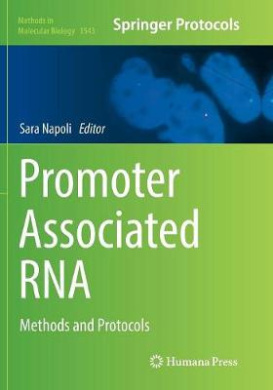 Methods in
Molecular Biology 1543
Springer Protocols
Sara Napoli Editor
Promoter
Associated
RNA
Methods and Protocols
Humana Press